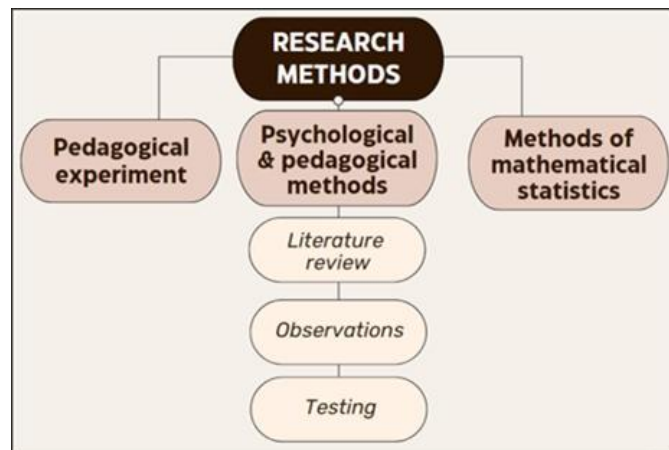 RESEARCH
METHODS
Pedagogical
experiment
Psychological
& pedagogical
methods
Methods of
mathematical
statistics
Literature
review
Observations
Testing